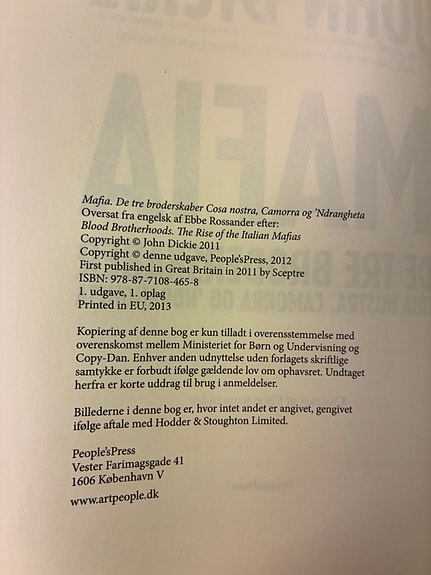 Mafia. De tre broderskaber Cosa nostra, Camorra og 'Ndrangheta
Oversat fra engelsk af Ebbe Rossander efter:
Blood Brotherhoods. The Rise of the Italian Mafias
Copyright © John Dickie 2011
Copyright © denne udgave, People'sPress, 2012
First published in Great Britain in 2011 by Sceptre
ISBN: 978-87-7108-465-8
1. udgave, 1. oplag
Printed in EU, 2013
Kopiering af denne bog er kun tilladt i overensstemmelse med
overenskomst mellem Ministeriet for Børn og Undervisning og
Copy-Dan. Enhver anden udnyttelse uden forlagets skriftlige
samtykke er forbudt ifølge gældende lov om ophavsret. Undtaget
herfra er korte uddrag til brug i anmeldelser.
Billederne i denne bog er, hvor intet andet er angivet, gengivet
ifølge aftale med Hodder & Stoughton Limited.
People'sPress
Vester Farimagsgade 41
1606 København V
www.artpeople.dk